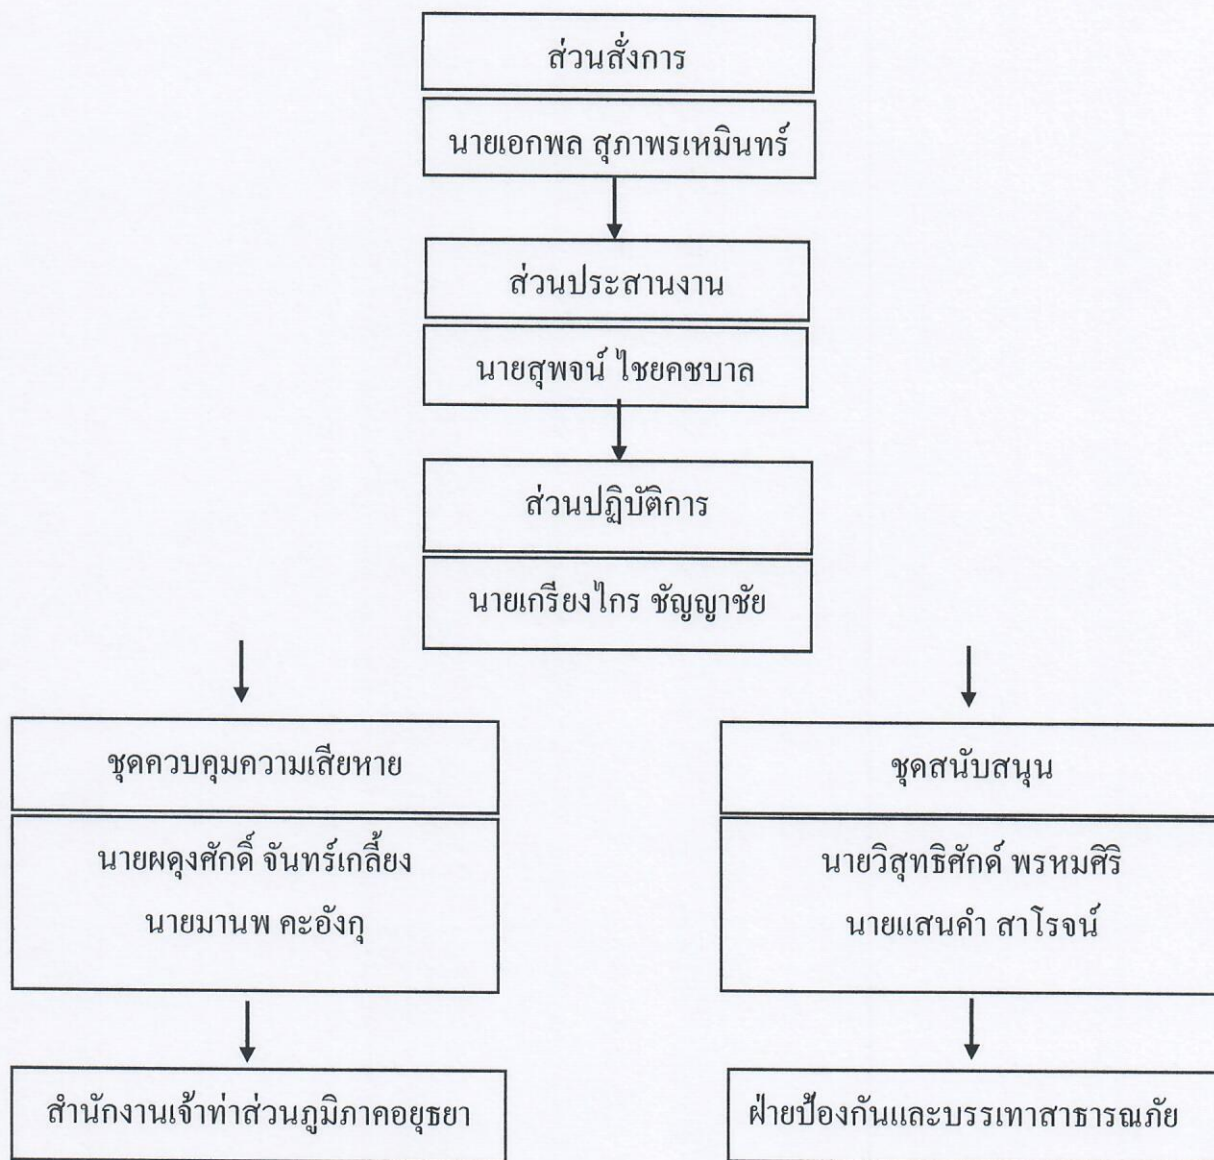 ส่วนสั่งการ
นายเอกพล สุภาพรเหมินทร์
ส่วนประสานงาน
นายสุพจน์ ไชยคชบาล
ส่วนปฏิบัติการ
นายเกรียงไกร ชัญญาชัย
ชุดควบคุมความเสียหาย
นายผดุงศักดิ์ จันทร์เกลี้ยง
นายมานพ คะอังกุ
สำนักงานเจ้าท่าส่วนภูมิภาคอยุธยา
ชุดสนับสนุน
นายวิสุทธิศักด์ พรหมศิริ
นายแสนคำ สาโรจน์
ฝ่ายป้องกันและบรรเทาสาธารณภัย